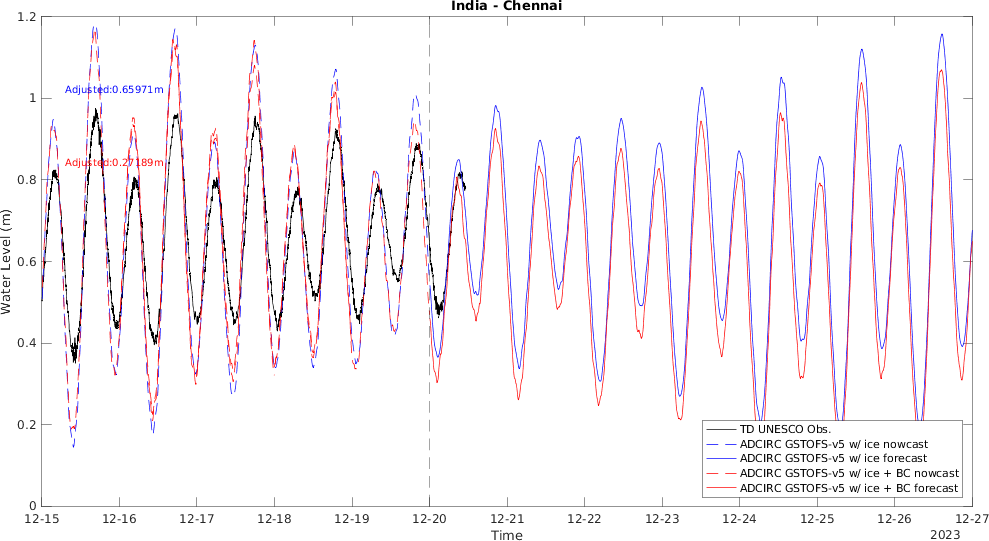 India - Chennai
Water Level (m)
1.2
1
0.8
0.6
0.4
0.2
0
Adjusted:0.65971m
Adjusted:0.27189m
TD UNESCO Obs.
ADCIRC GSTOFS-v5 w/ ice nowcast
ADCIRC GSTOFS-v5 w/ ice forecast
ADCIRC GSTOFS-v5 w/ ice + BC nowcast
ADCIRC GSTOFS-v5 w/ ice + BC forecast
12-15 12-16 12-17 12-18 12-19 12-20 12-21 12-22 12-23 12-24 12-25 12-26 12-27
Time
2023